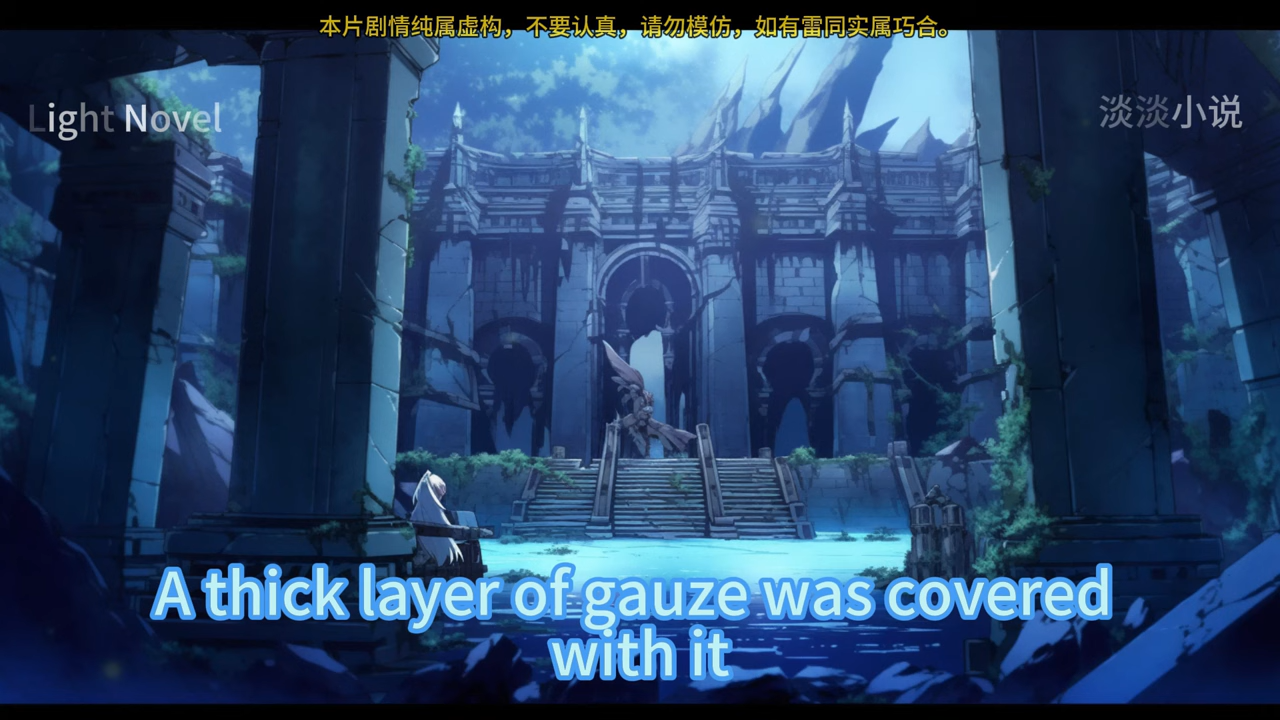 本片剧情纯属虚构，不要认真，请勿模仿，如有雷同实属巧合。
Light Novel
淡淡小说
A thick layer of gauze was covered
with it